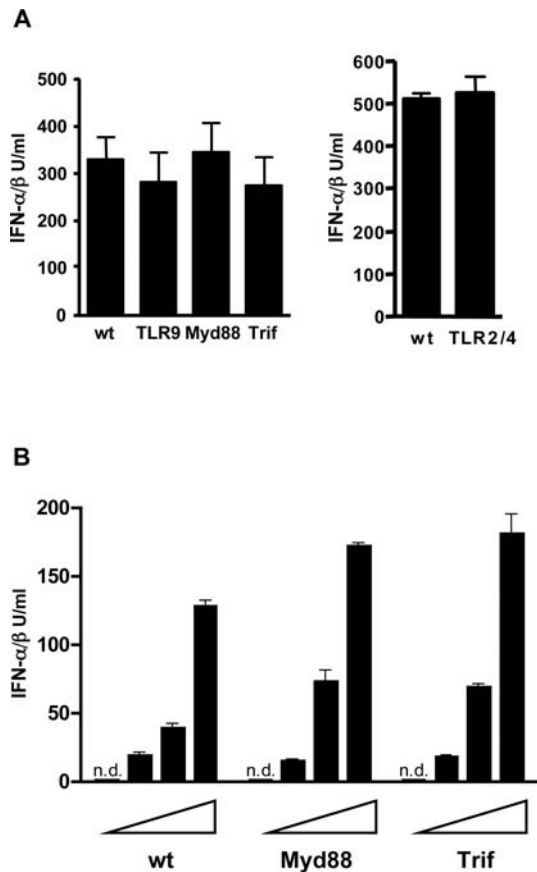 A
IFN-α/β U/ml
500
400
300
200
100
0
wt TLR9 Myd88 Trif
IFN-α/β U/ml
600
500
400
300
200
100
0
wt TLR2/4
B
IFN-α/β U/ml
200
150
100
50
0
n.d. n.d. n.d.
wt Myd88 Trif